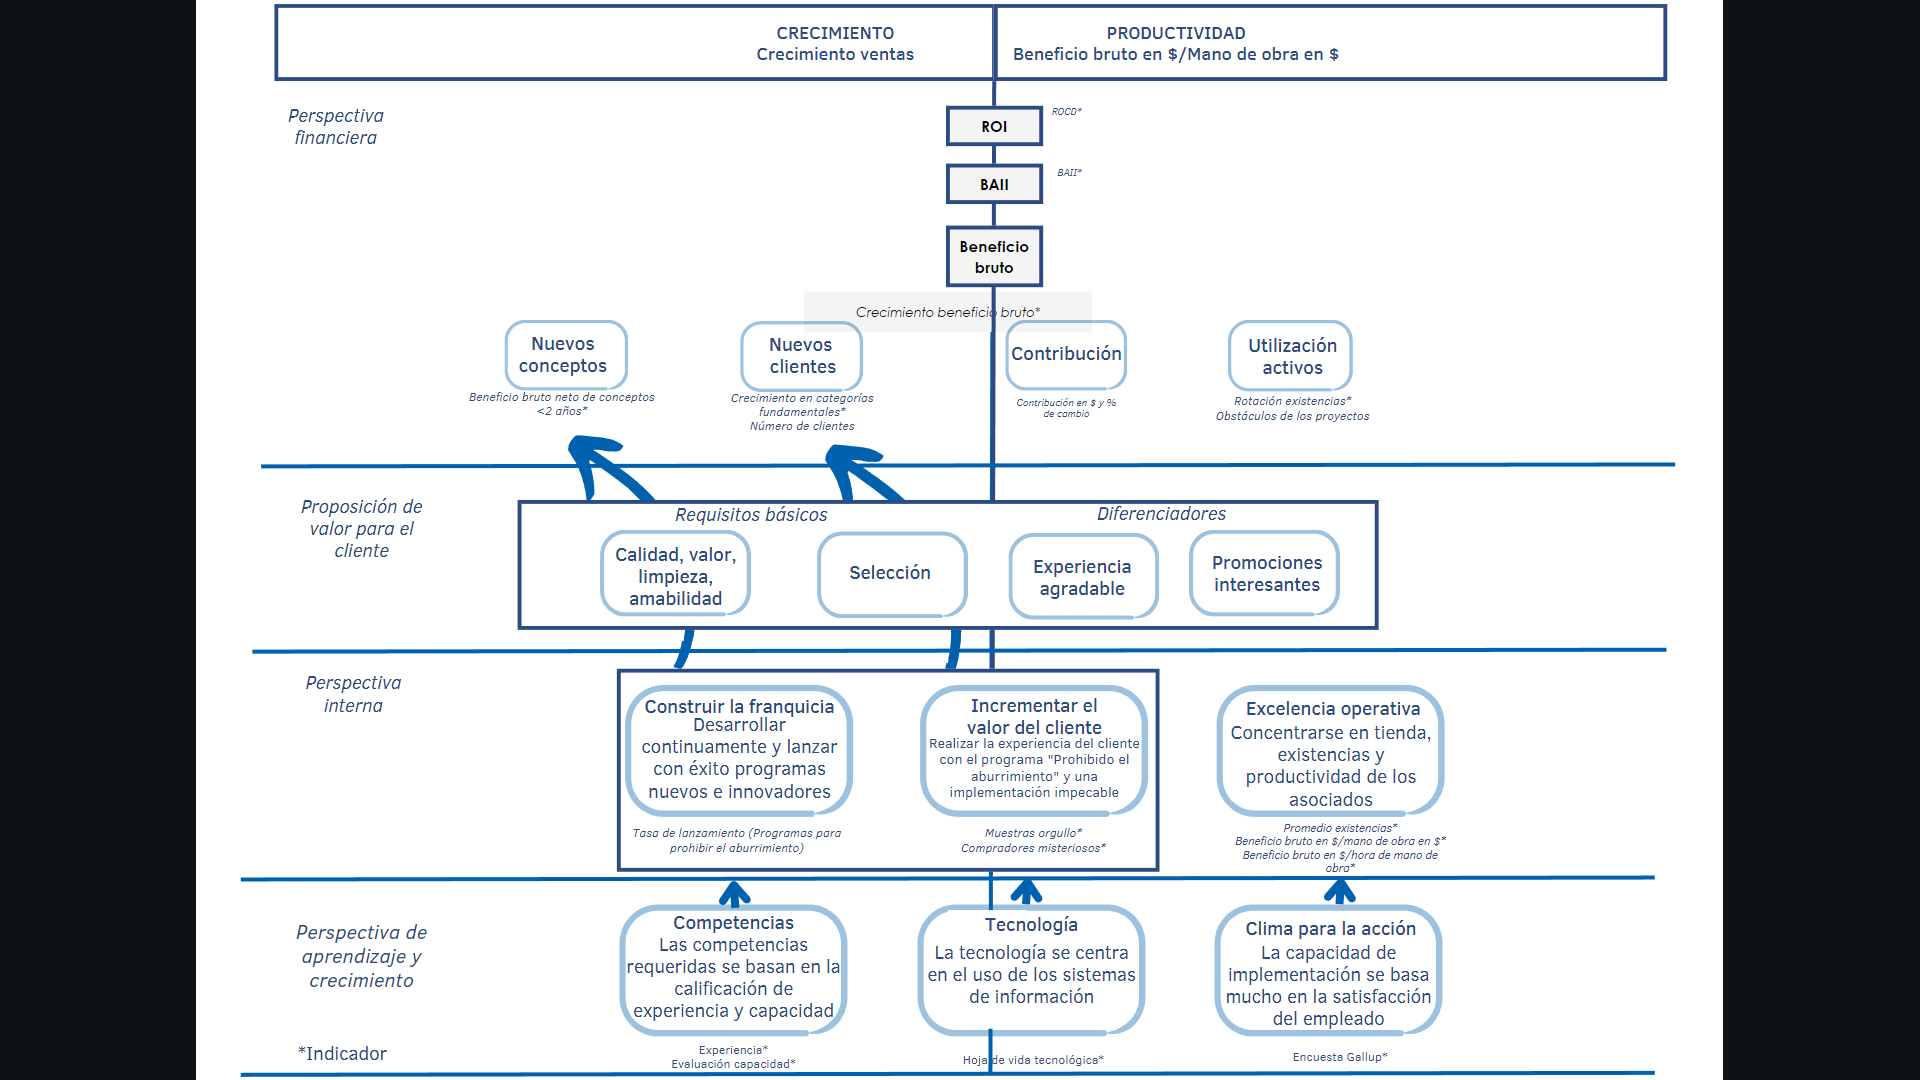 CRECIMIENTO
Crecimiento ventas
PRODUCTIVIDAD
Beneficio bruto en $/Mano de obra en $
Perspectiva
financiera
ROI
ROCD*
BAII
BAII*
Beneficio
bruto
Crecimiento beneficio bruto*
Nuevos
conceptos
Beneficio bruto neto de conceptos
<2 años*
Nuevos
clientes
Crecimiento en categorías
fundamentales*
Número de clientes
Contribución
Contribución en $ y %
de cambio
Utilización
activos
Rotación existencias*
Obstáculos de los proyectos
Proposición de
valor para el
cliente
Requisitos básicos
Diferenciadores
Calidad, valor,
limpieza,
amabilidad
Selección
Experiencia
agradable
Promociones
interesantes
Perspectiva
interna
Construir la franquicia
Desarrollar
continuamente y lanzar
con éxito programas
nuevos e innovadores
Tasa de lanzamiento (Programas para
prohibir el aburrimiento)
Incrementar el
valor del cliente
Realizar la experiencia del cliente
con el programa "Prohibido el
aburrimiento" y una
implementación impecable
Muestras orgullo*
Compradores misteriosos*
Excelencia operativa
Concentrarse en tienda,
existencias y
productividad de los
asociados
Promedio existencias*
Beneficio bruto en $/mano de obra en $*
Beneficio bruto en $/hora de mano de
obra*
Perspectiva de
aprendizaje y
crecimiento
Competencias
Las competencias
requeridas se basan en la
calificación de
experiencia y capacidad
Experiencia*
Evaluación capacidad*
Tecnología
La tecnología se centra
en el uso de los sistemas
de información
Hoja de vida tecnológica*
Clima para la acción
La capacidad de
implementación se basa
mucho en la satisfacción
del empleado
Encuesta Gallup*
*Indicador